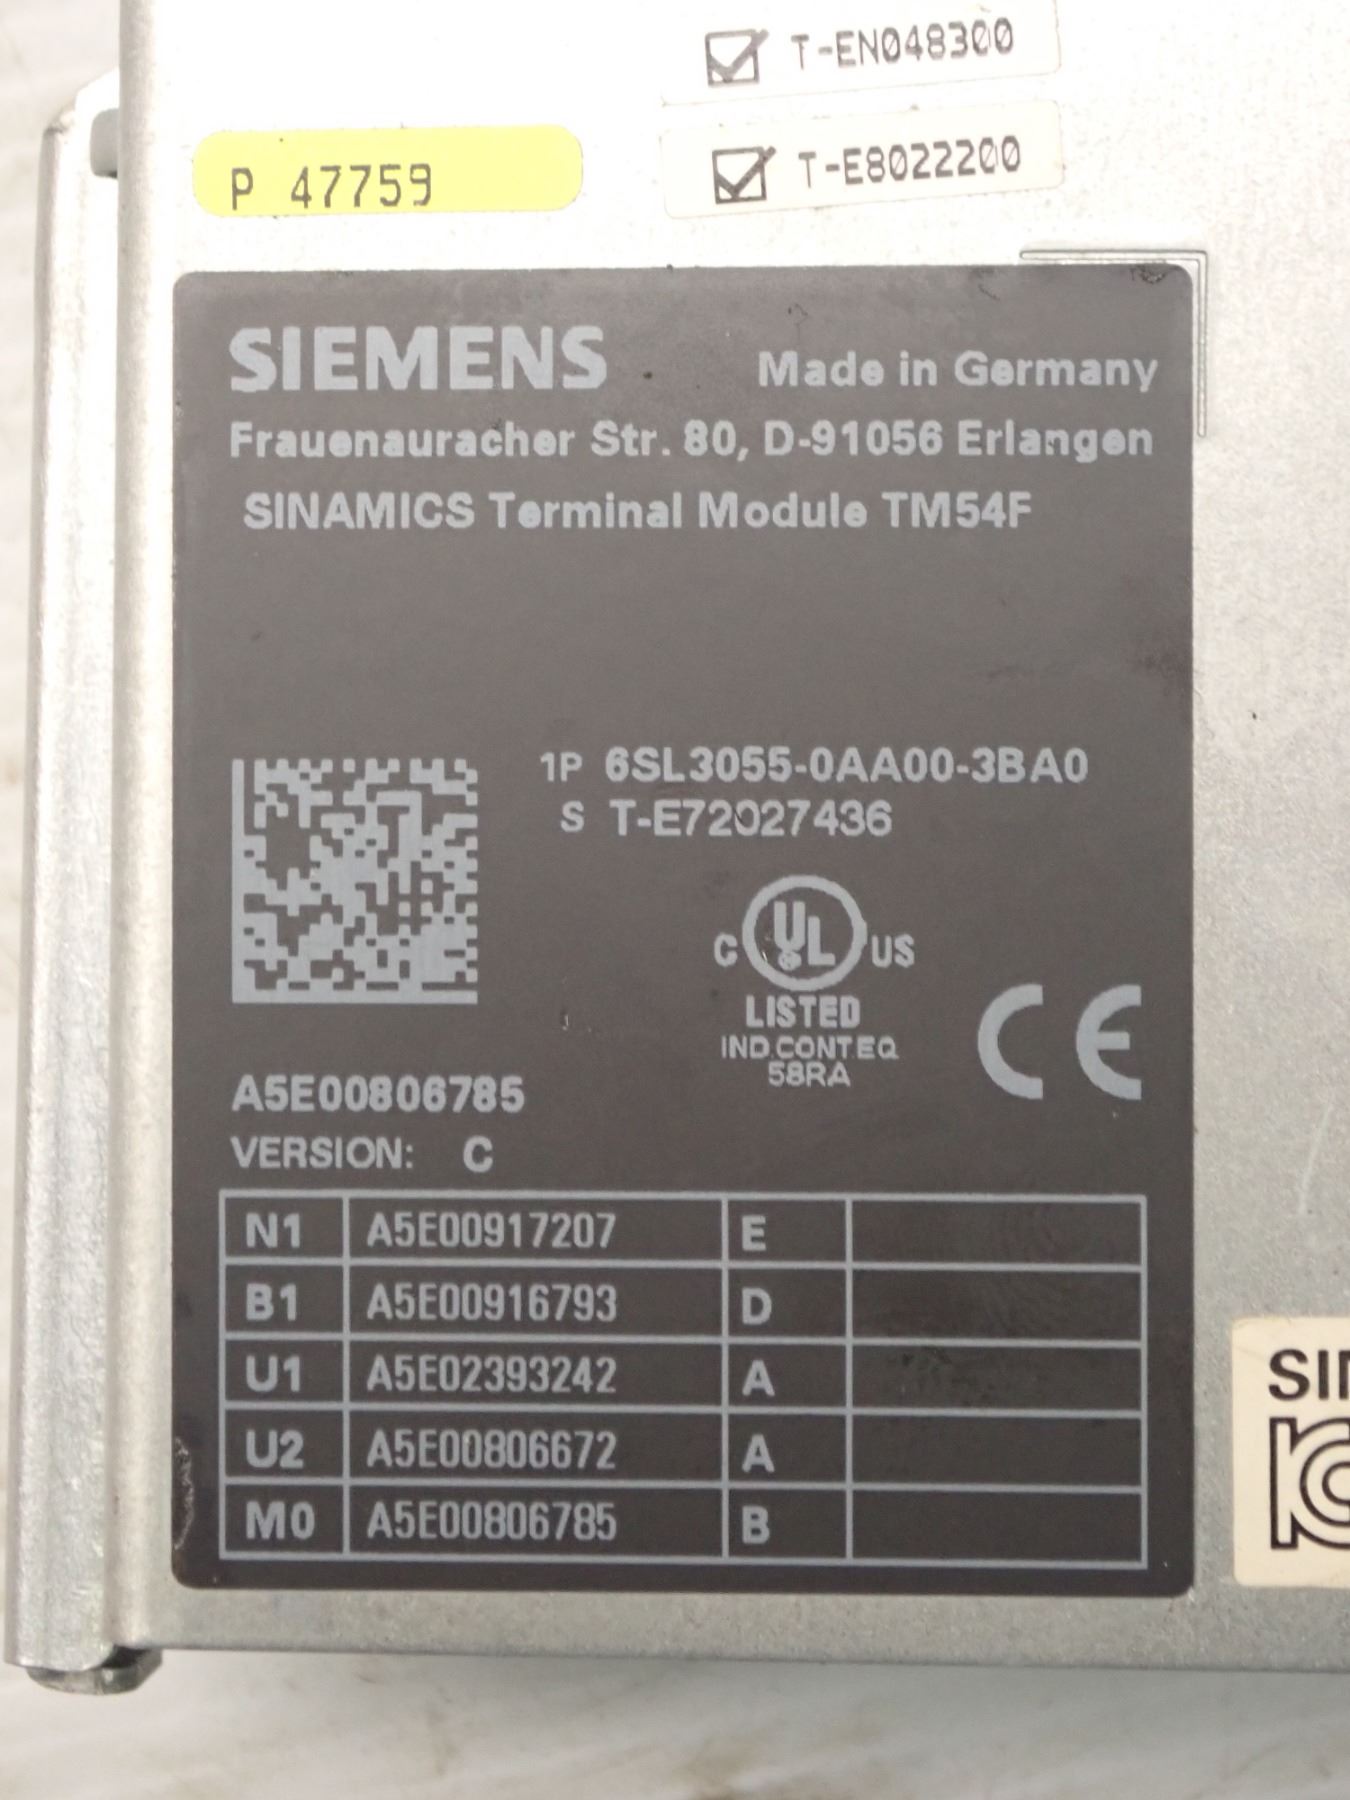 T-EN048300
P 47759
T-E8022200
SIEMENS Made in Germany
Frauenauracher Str. 80, D-91056 Erlangen
SINAMICS Terminal Module TM54F
1P 6SL3055-0AA00-3BA0
S T-E72027436
C UL US
LISTED
IND.CONT.EQ
58RA
CE
A5E00806785
VERSION: C
N1 A5E00917207 E
B1 A5E00916793 D
U1 A5E02393242 A
U2 A5E00806672 A
M0 A5E00806785 B